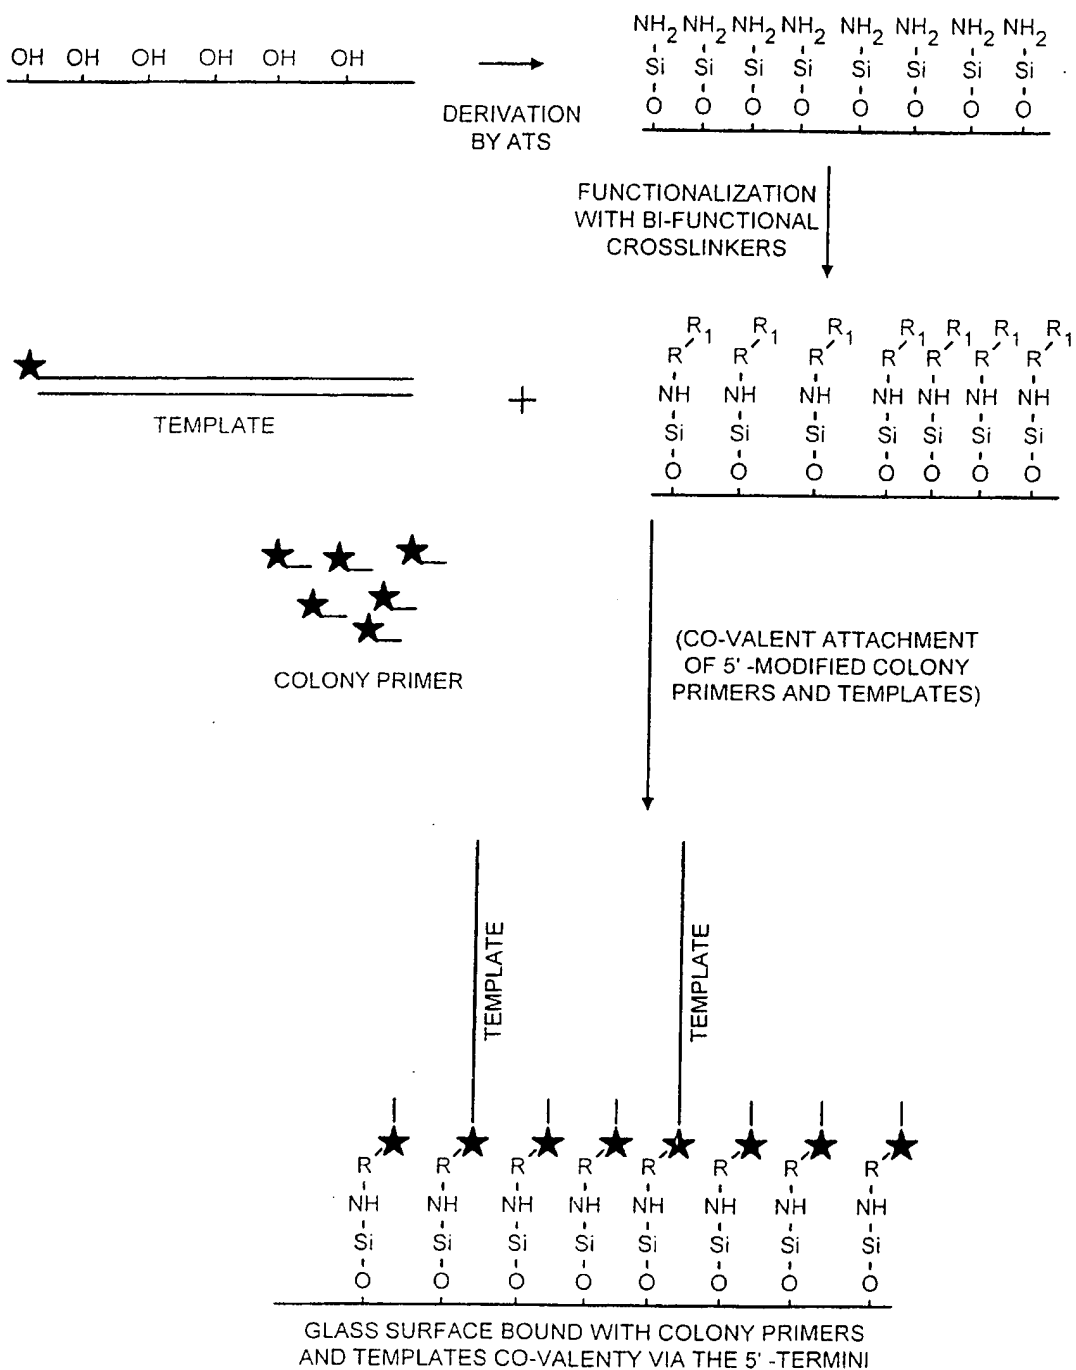 OH OH OH OH OH OH
DERIVATION
BY ATS
NH2 NH2 NH2 NH2 NH2 NH2 NH2 NH2
Si Si Si Si Si Si Si Si
O O O O O O O O
FUNCTIONALIZATION
WITH BI-FUNCTIONAL
CROSSLINKERS
TEMPLATE
+
R1 R1 R1 R1 R1 R1 R1
R R R R R R R
NH NH NH NH NH NH NH
Si Si Si Si Si Si Si
O O O O O O O
COLONY PRIMER
(CO-VALENT ATTACHMENT
OF 5' -MODIFIED COLONY
PRIMERS AND TEMPLATES)
TEMPLATE
TEMPLATE
R R R R R R R R
NH NH NH NH NH NH NH NH
Si Si Si Si Si Si Si Si
O O O O O O O O
GLASS SURFACE BOUND WITH COLONY PRIMERS
AND TEMPLATES CO-VALENTY VIA THE 5' -TERMINI